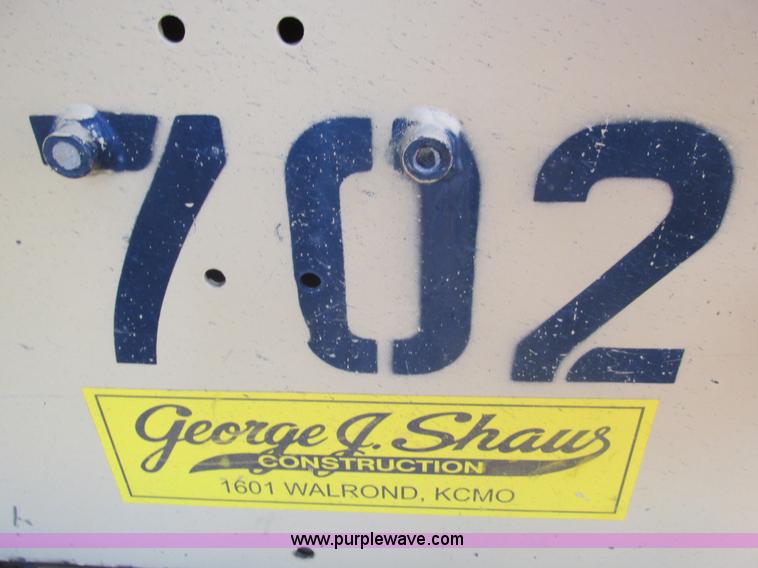 702
George J. Shaw
CONSTRUCTION
1601 WALROND, KCMO
www.purplewave.com